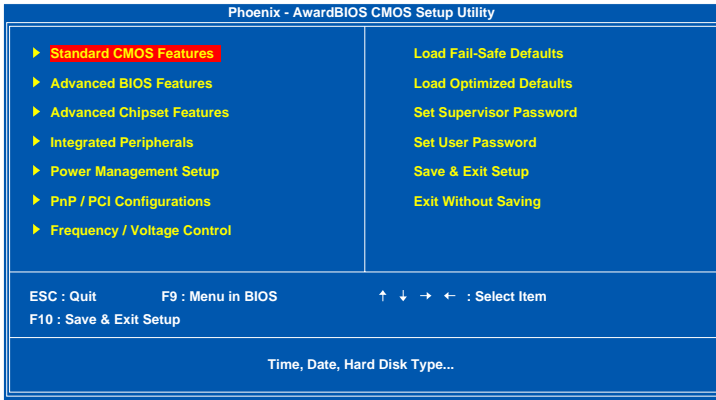 Phoenix - AwardBIOS CMOS Setup Utility
Standard CMOS Features
Advanced BIOS Features
Advanced Chipset Features
Integrated Peripherals
Power Management Setup
PnP / PCI Configurations
Frequency / Voltage Control
Load Fail-Safe Defaults
Load Optimized Defaults
Set Supervisor Password
Set User Password
Save & Exit Setup
Exit Without Saving
ESC : Quit F9 : Menu in BIOS ↑ ↓ → ← : Select Item
F10 : Save & Exit Setup
Time, Date, Hard Disk Type...